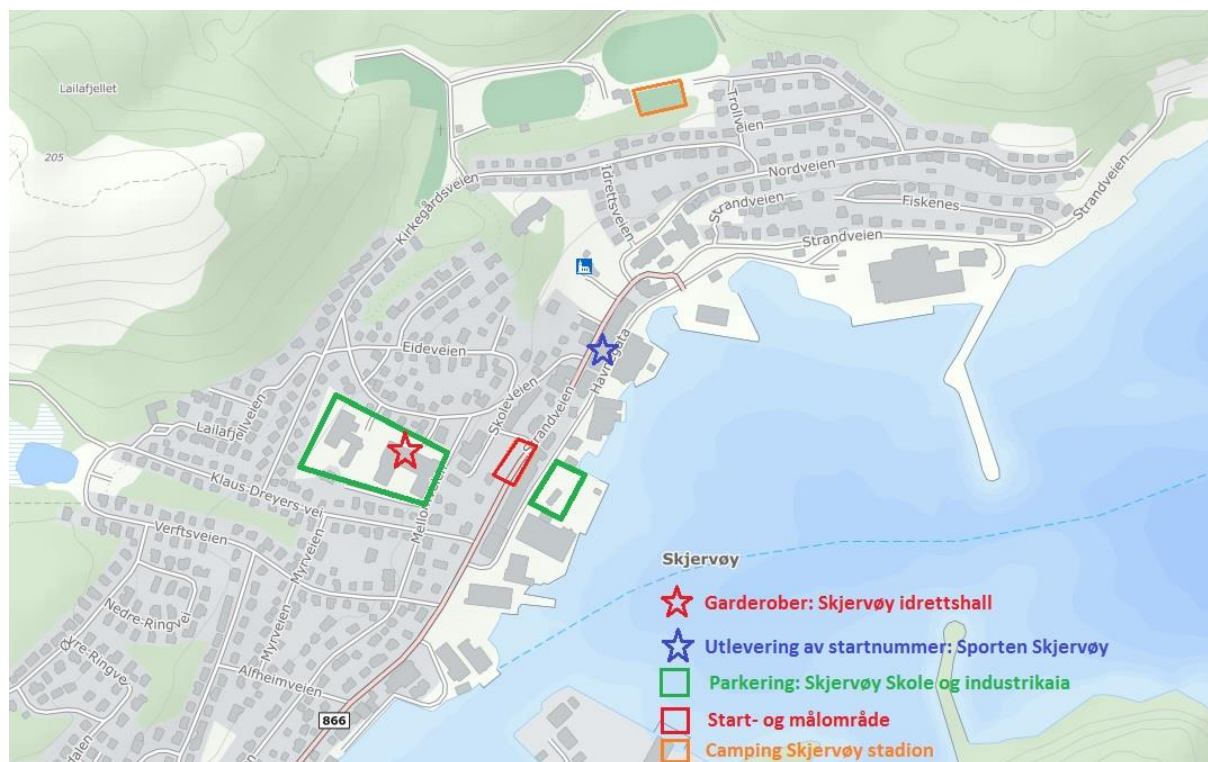 Lailafjellet
205
Trollveien
Idrettsveien
Nordveien
Strandveien
Fiskenes
Strandveien
Strandveien
Kirkegårdsveien
Eideveien
Skoleveien
Strandveien
Lailafjellveien
Klaus-Drevers-vei
Verftsveien
Myrveien
Nedre-Ringvei
Myrveien
Alfheimveien
866
Skjervøy
Garderober: Skjervøy idrettshall
Utlevering av startnummer: Sporten Skjervøy
Parkering: Skjervøy Skole og industrikaia
Start- og målområde
Camping Skjervøy stadion